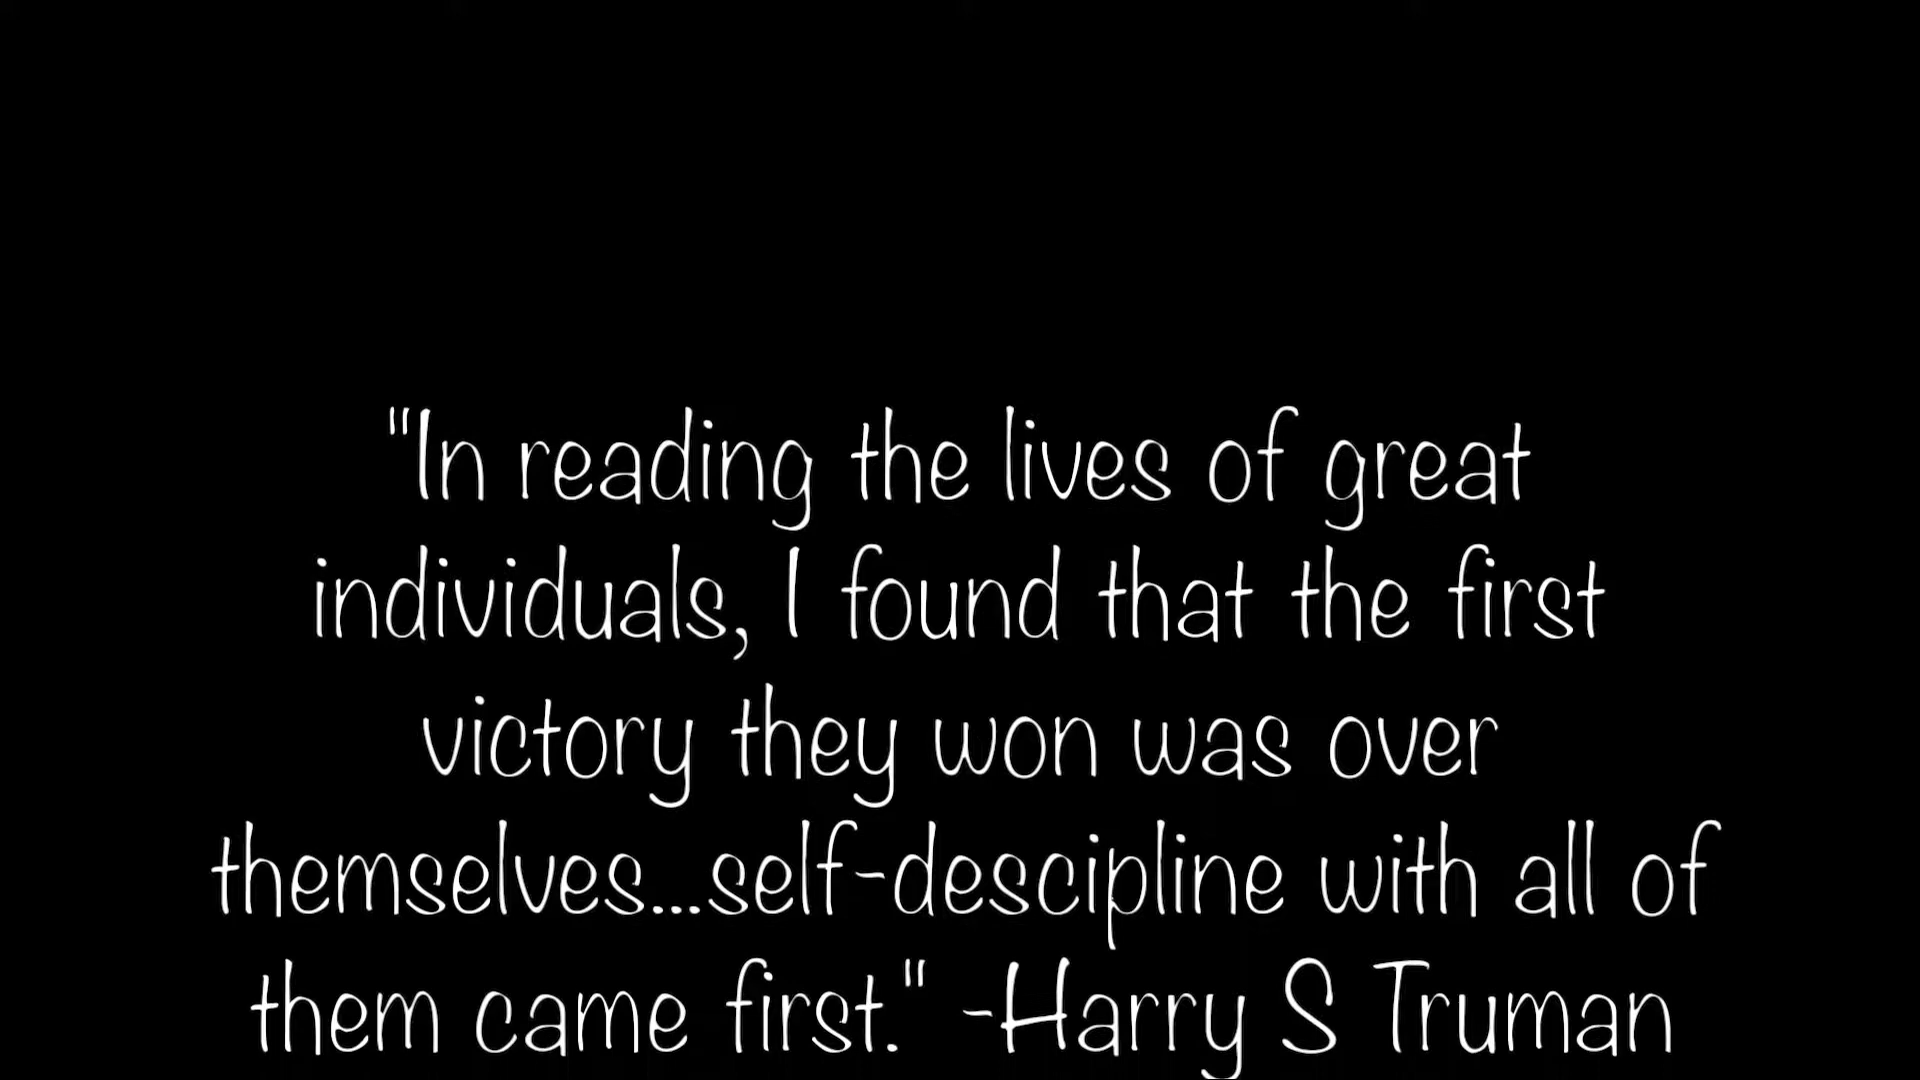 "In reading the lives of great
individuals, I found that the first
victory they won was over
themselves...self-descipline with all of
them came first." -Harry S Truman